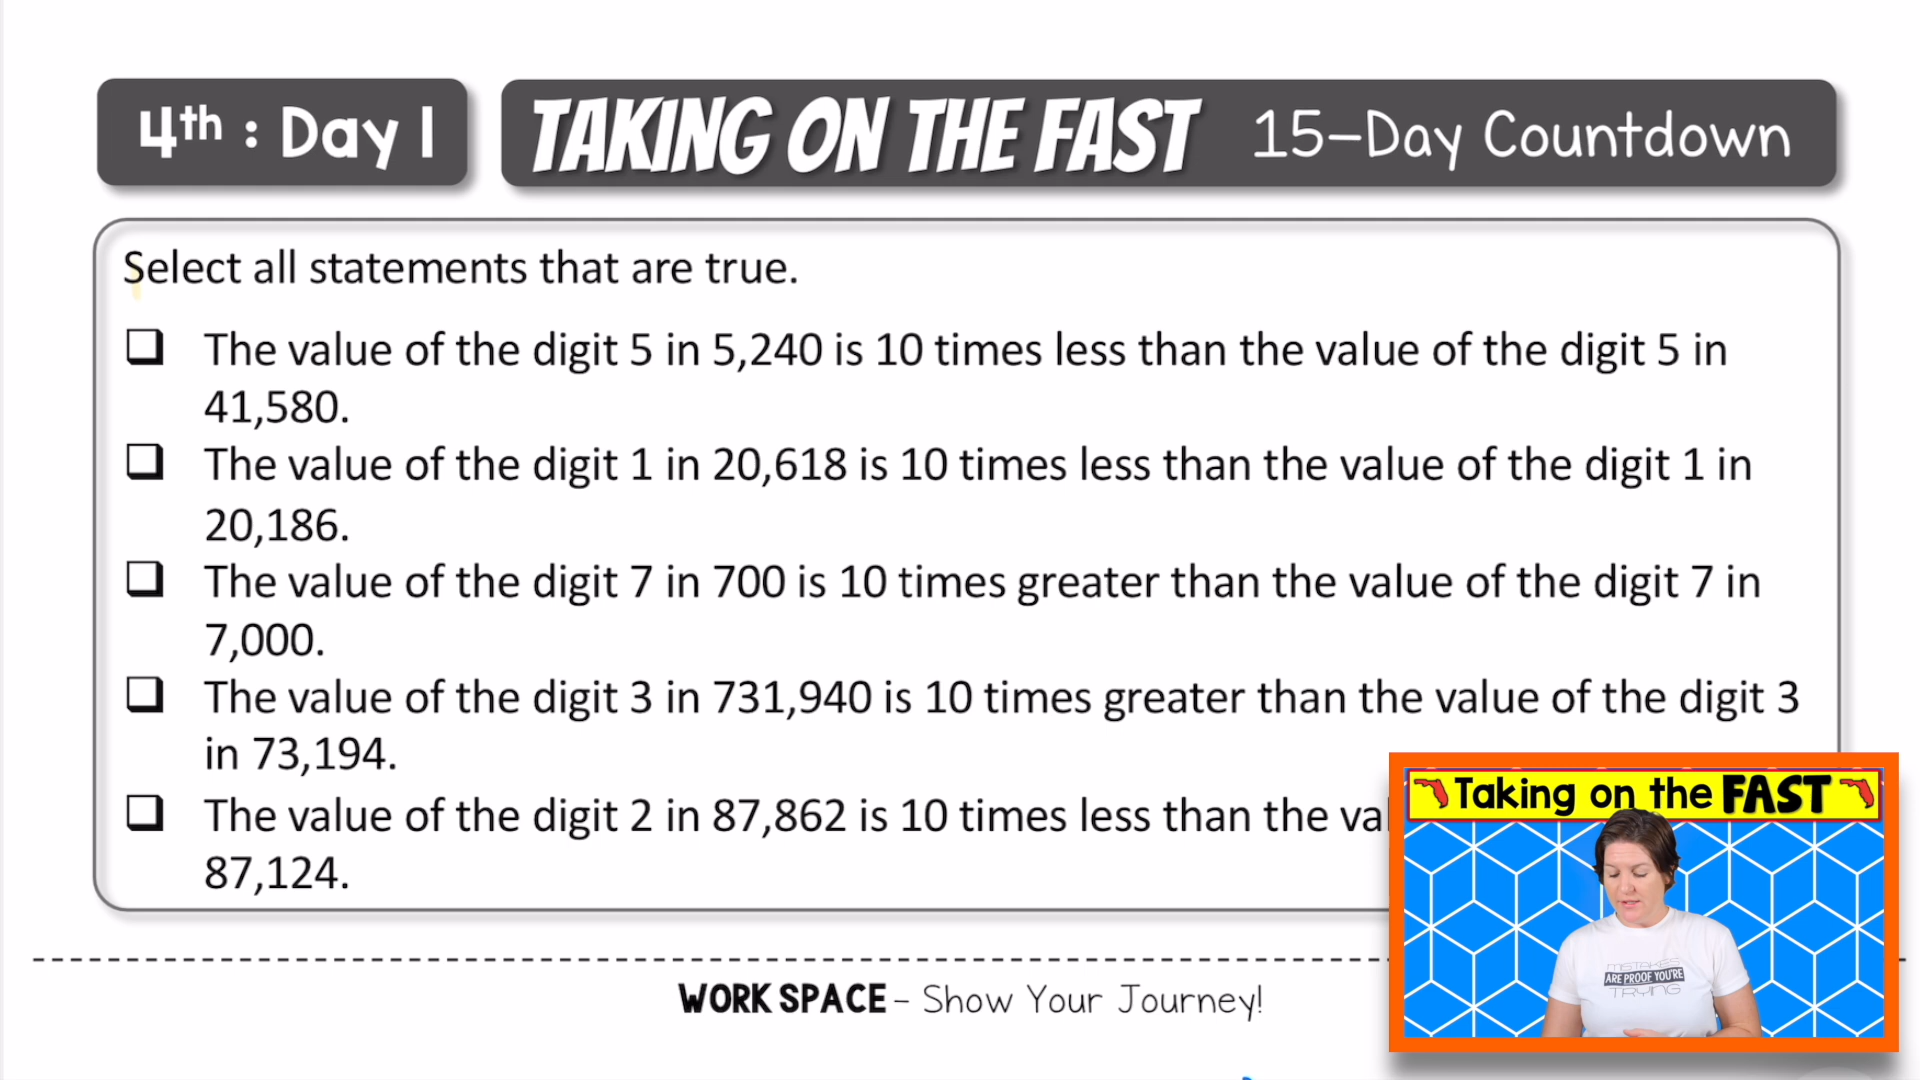 4th : Day 1
TAKING ON THE FAST 15-Day Countdown
Select all statements that are true.
❑ The value of the digit 5 in 5,240 is 10 times less than the value of the digit 5 in
41,580.
❑ The value of the digit 1 in 20,618 is 10 times less than the value of the digit 1 in
20,186.
❑ The value of the digit 7 in 700 is 10 times greater than the value of the digit 7 in
7,000.
❑ The value of the digit 3 in 731,940 is 10 times greater than the value of the digit 3
in 73,194.
❑ The value of the digit 2 in 87,862 is 10 times less than the
87,124.
Taking on the FAST
MISTAKES
ARE PROOF YOU'RE
TRYING
WORK SPACE – Show Your Journey!